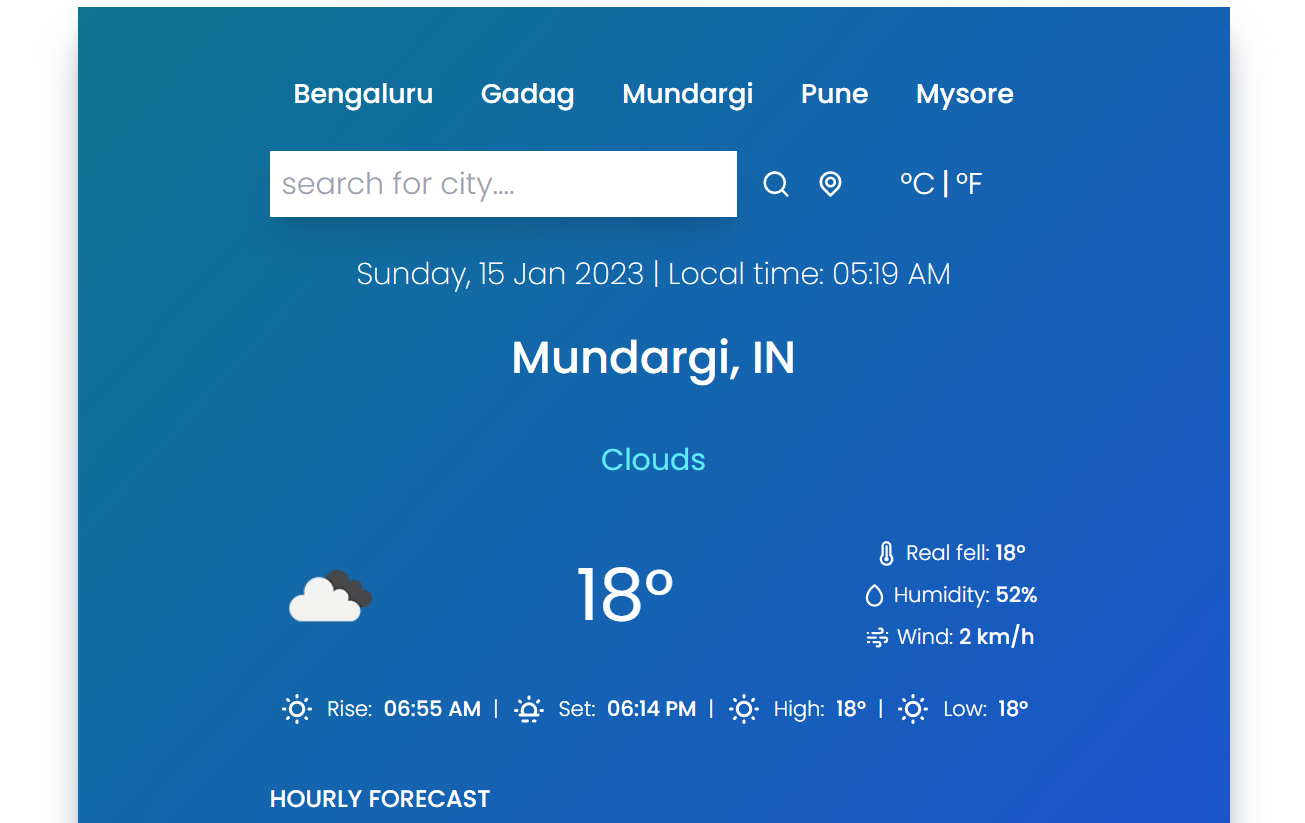 Bengaluru Gadag Mundargi Pune Mysore
search for city....
°C | °F
Sunday, 15 Jan 2023 | Local time: 05:19 AM
Mundargi, IN
Clouds
18°
Real fell: 18°
Humidity: 52%
Wind: 2 km/h
Rise: 06:55 AM | Set: 06:14 PM | High: 18° | Low: 18°
HOURLY FORECAST